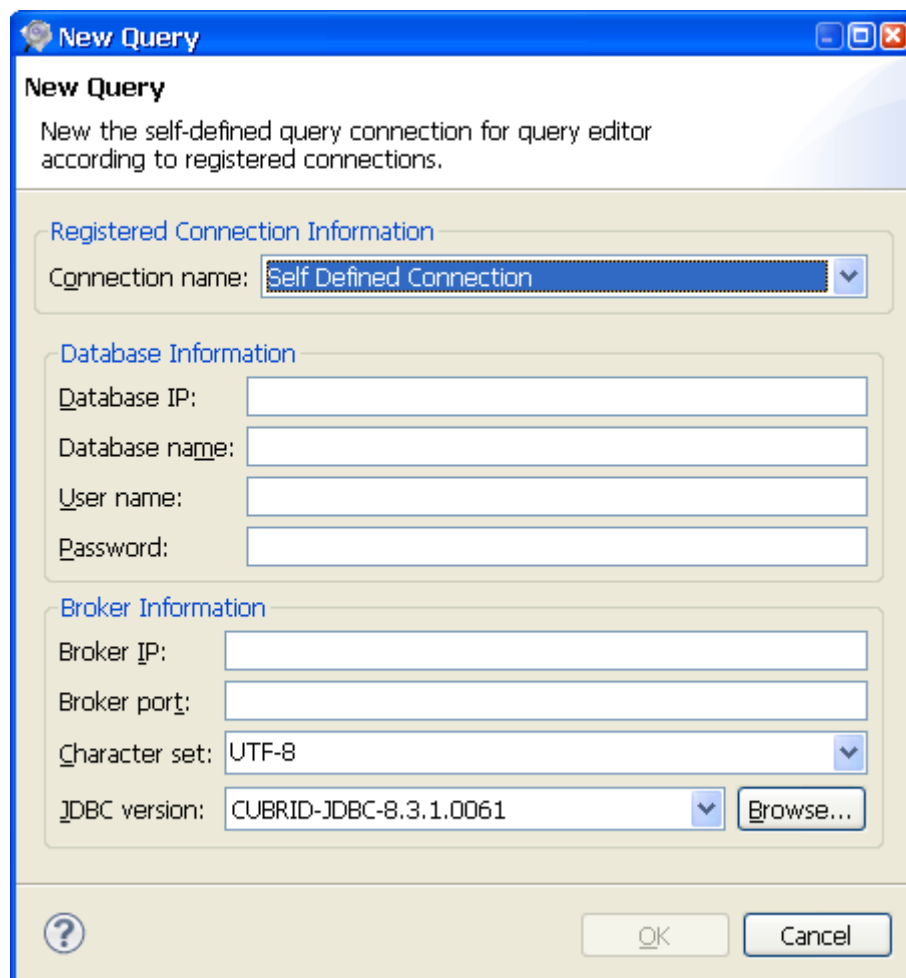 New Query
New Query
New the self-defined query connection for query editor
according to registered connections.
Registered Connection Information
Connection name: Self Defined Connection
Database Information
Database IP:
Database name:
User name:
Password:
Broker Information
Broker IP:
Broker port:
Character set: UTF-8
JDBC version: CUBRID-JDBC-8.3.1.0061 Browse...
? OK Cancel